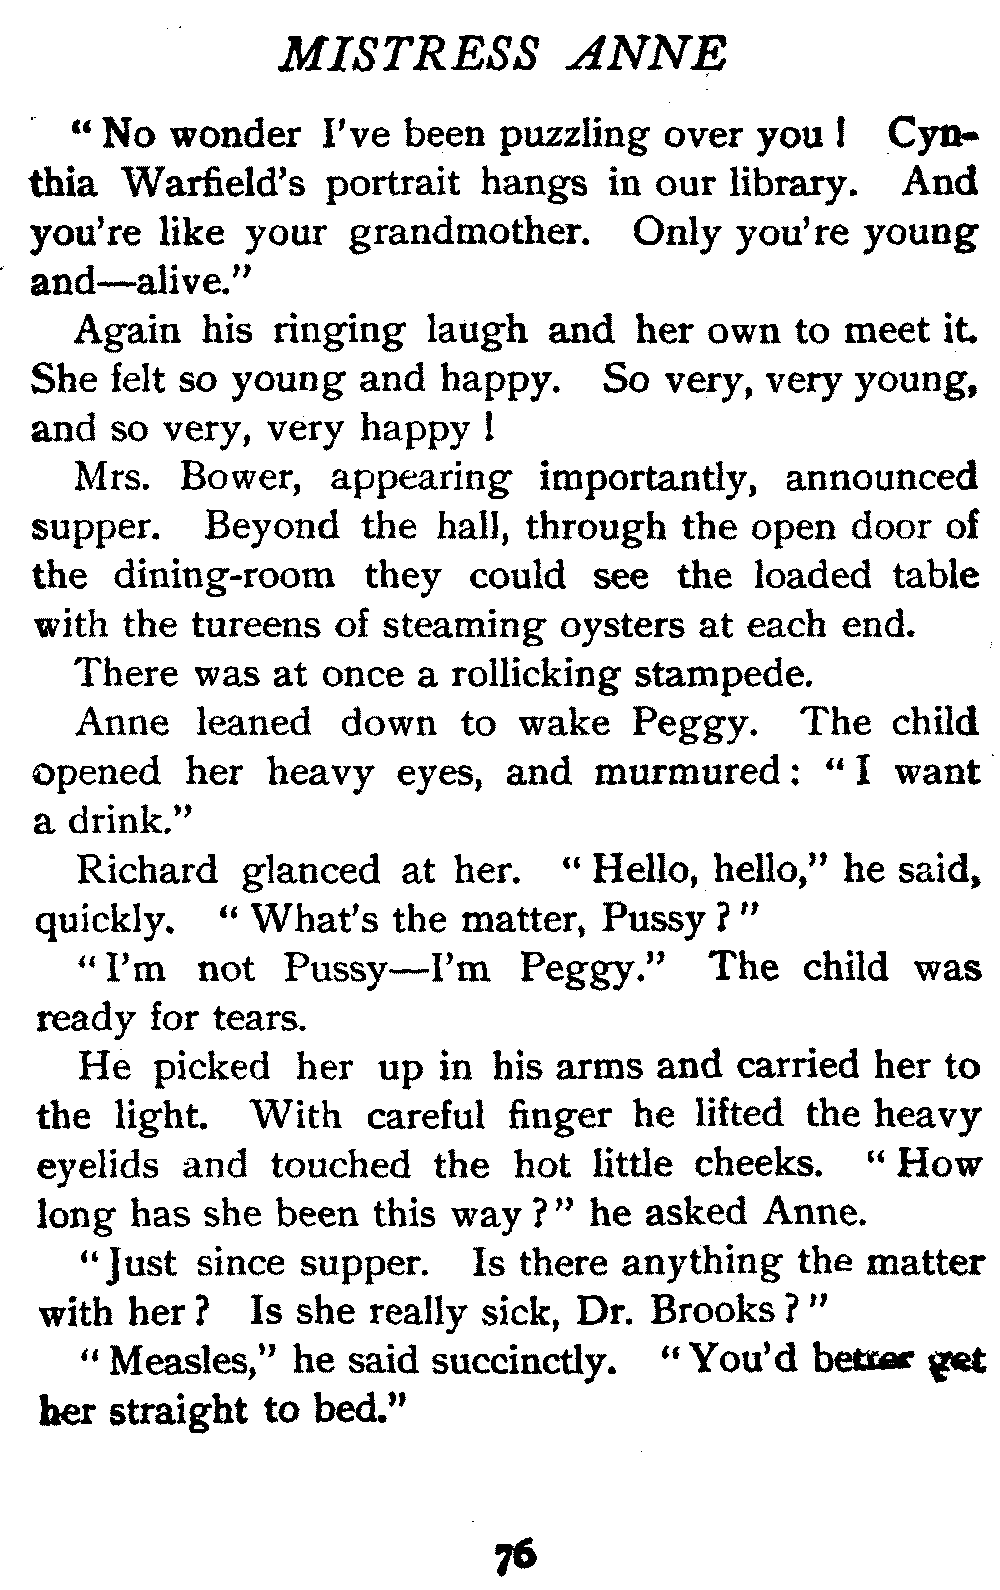 MISTRESS ANNE
“No wonder I've been puzzling over you! Cyn-
thia Warfield's portrait hangs in our library. And
you're like your grandmother. Only you're young
and—alive.”
Again his ringing laugh and her own to meet it.
She felt so young and happy. So very, very young,
and so very, very happy!
Mrs. Bower, appearing importantly, announced
supper. Beyond the hall, through the open door of
the dining-room they could see the loaded table
with the tureens of steaming oysters at each end.
There was at once a rollicking stampede.
Anne leaned down to wake Peggy. The child
opened her heavy eyes, and murmured: “I want
a drink.”
Richard glanced at her. “Hello, hello,” he said,
quickly. “What's the matter, Pussy?”
“I'm not Pussy—I'm Peggy.” The child was
ready for tears.
He picked her up in his arms and carried her to
the light. With careful finger he lifted the heavy
eyelids and touched the hot little cheeks. “How
long has she been this way?” he asked Anne.
“Just since supper. Is there anything the matter
with her? Is she really sick, Dr. Brooks?”
“Measles,” he said succinctly. “You'd better get
her straight to bed.”
76